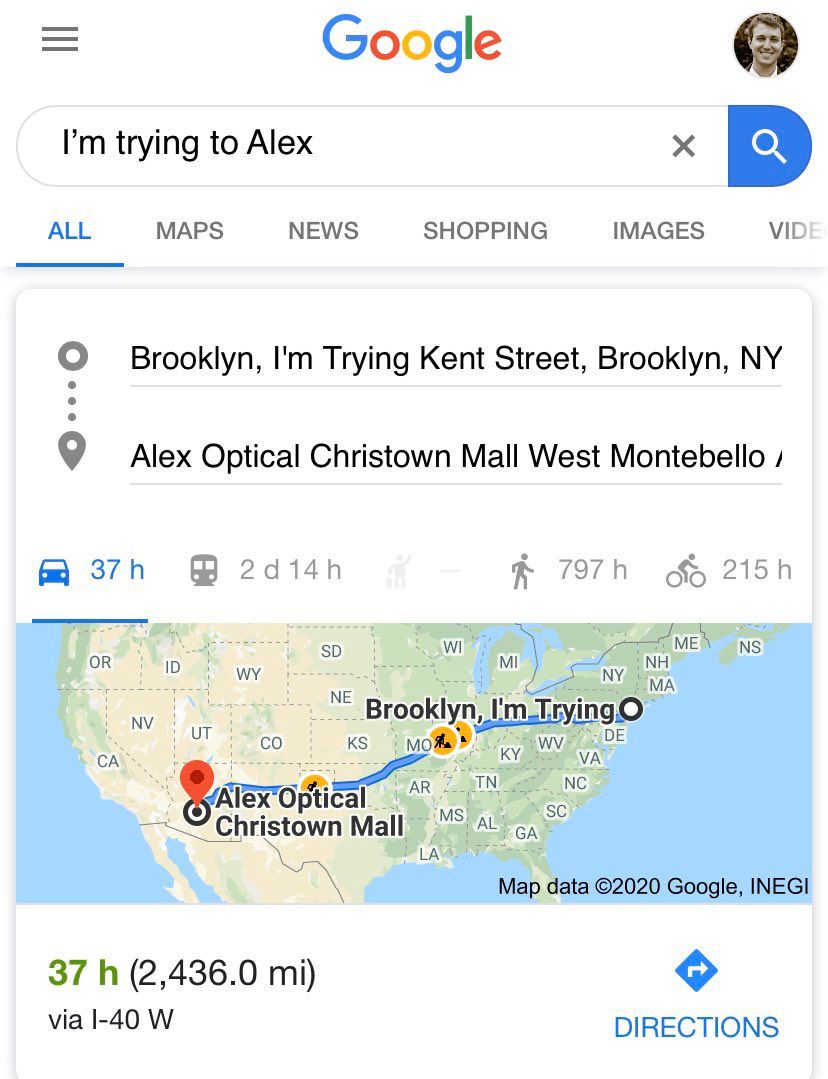 Google
I’m trying to Alex
ALL MAPS NEWS SHOPPING IMAGES VIDE
Brooklyn, I'm Trying Kent Street, Brooklyn, NY
Alex Optical Christown Mall West Montebello A
37 h 2 d 14 h — 797 h 215 h
OR ID WY SD WI MI NY NH ME NS
MA
NE
Brooklyn, I'm Trying
NV UT CO KS MO KY WV DE
VA
CA
Alex Optical
Christown Mall
AR TN NC
MS AL GA SC
LA
Map data ©2020 Google, INEGI
37 h (2,436.0 mi)
via I-40 W
DIRECTIONS